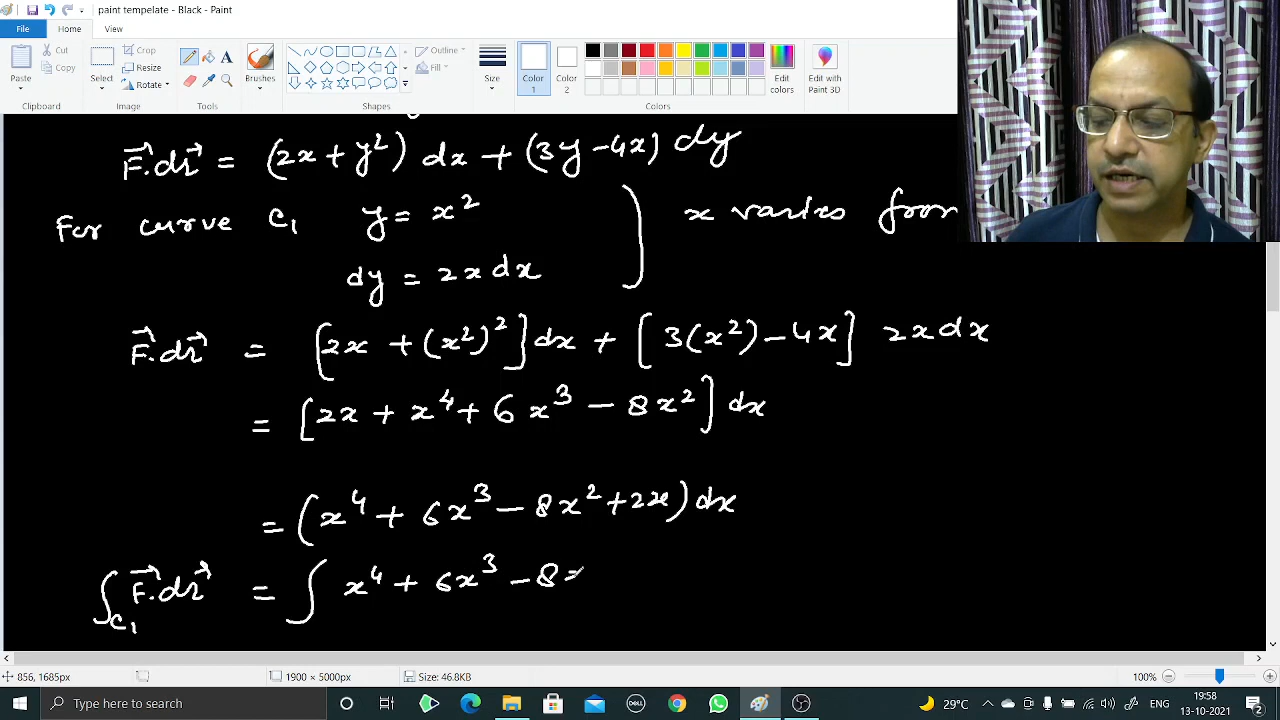 paint template - Black - Paint
File Home View
Paste Cut Copy Clipboard
Select Crop Resize Rotate Image
Tools
Brushes
Outline Fill Shapes
Size
Color 1 Color 2 Edit colors Colors
Edit with Paint 3D
F⃗.dr⃗ = (2x + y²) dx + (3y – 4x) dy
For curve C₁ y = x² x varies from
dy = 2x dx
F⃗.dr⃗ = [2x + (x²)²] dx + [3(x²) – 4x] 2x dx
= [2x + x⁴ + 6x³ – 8x²] dx
= (x⁴ + 6x³ – 8x² + 2x) dx
∫C₁ F⃗.dr⃗ = ∫ x⁴ + 6x³ – 8
856, 1685px 1900 × 5000px Size: 46.8KB 100%
Type here to search DELL 29°C 19:58
13-10-2021 2